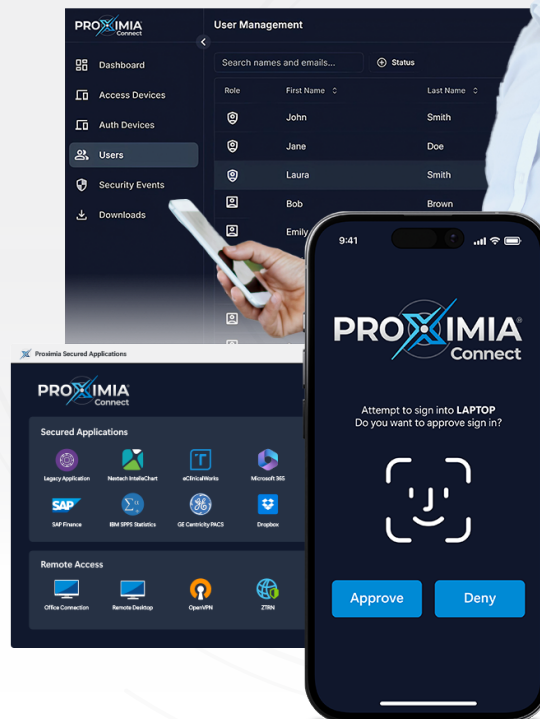 PROXIMIA®
Connect
User Management
Dashboard
Access Devices
Auth Devices
Users
Security Events
Downloads
Search names and emails...
Status
Role First Name Last Name
John Smith
Jane Doe
Laura Smith
Bob Brown
Emily
Proximia Secured Applications
PROXIMIA®
Connect
Secured Applications
Legacy Application Nextech IntelleChart eClinicalWorks Microsoft 365
SAP
SAP Finance IBM SPPS Statistics GE Centricity PACS Dropbox
Remote Access
Office Connection Remote Desktop OpenVPN ZTRN
9:41
PROXIMIA®
Connect
Attempt to sign into LAPTOP
Do you want to approve sign in?
Approve Deny